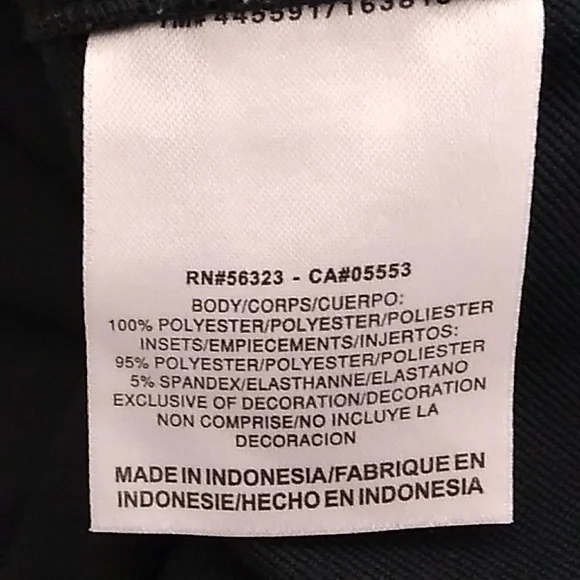 RN#56323 - CA#05553
BODY/CORPS/CUERPO:
100% POLYESTER/POLYESTER/POLIESTER
INSETS/EMPIECEMENTS/INJERTOS:
95% POLYESTER/POLYESTER/POLIESTER
5% SPANDEX/ELASTHANNE/ELASTANO
EXCLUSIVE OF DECORATION/DECORATION
NON COMPRISE/NO INCLUYE LA
DECORACION
MADE IN INDONESIA/FABRIQUE EN
INDONESIE/HECHO EN INDONESIA